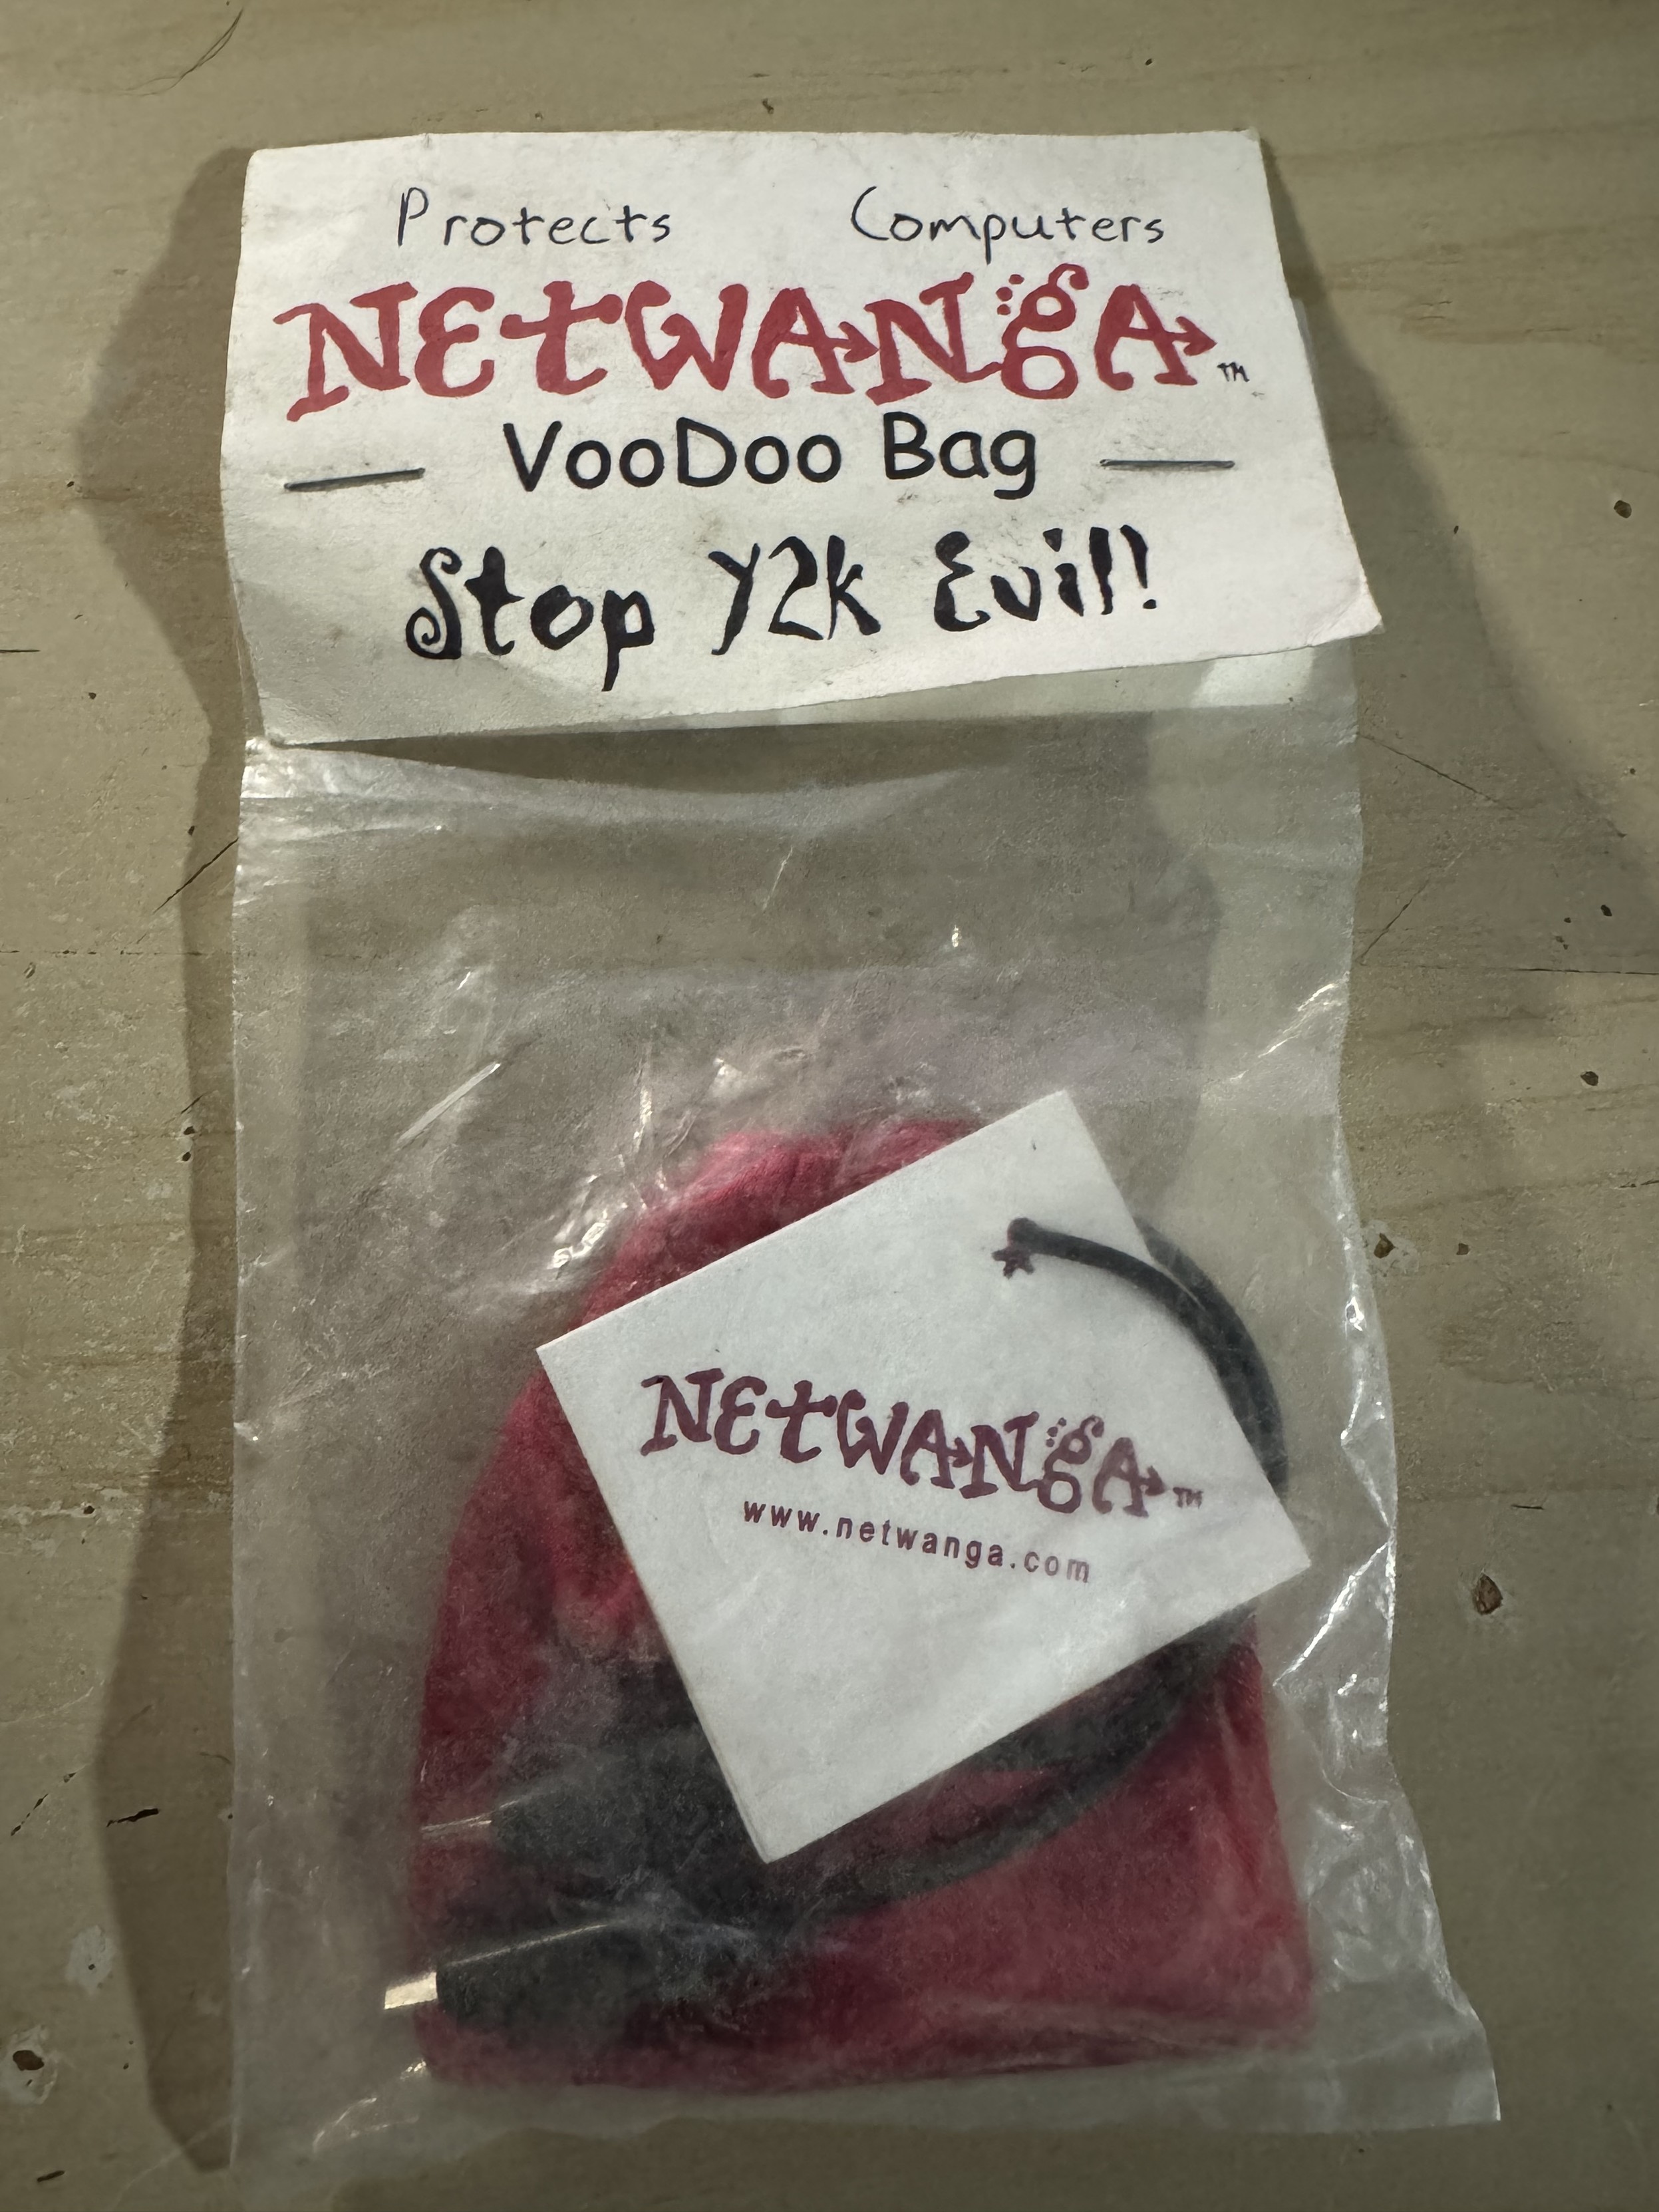 Protects Computers
NETWANgA™
VooDoo Bag
Stop Y2k Evil!
NETWANgA™
www.netwanga.com